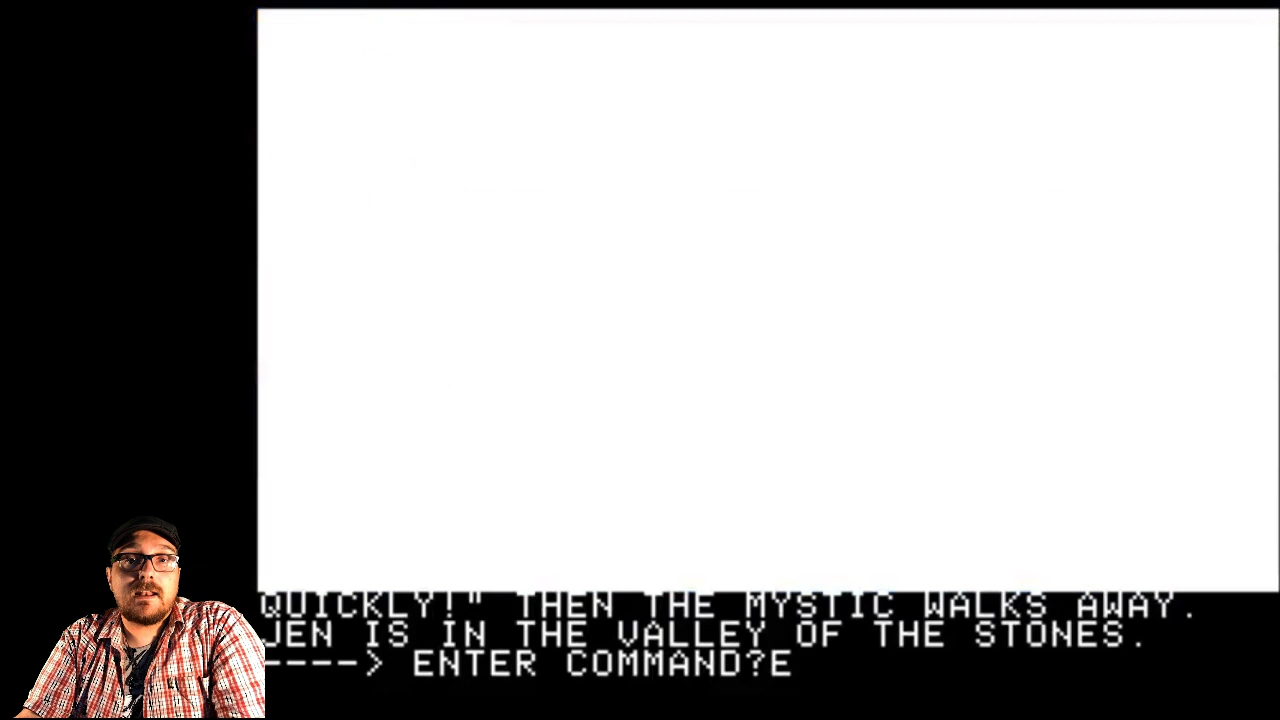 QUICKLY!" THEN THE MYSTIC WALKS AWAY.
JEN IS IN THE VALLEY OF THE STONES.
----> ENTER COMMAND?E